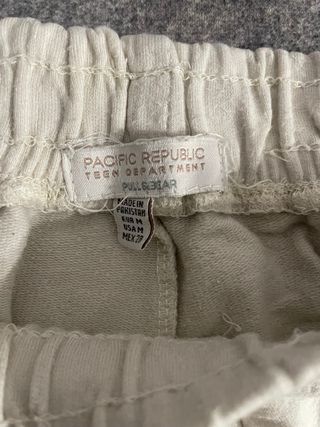 PACIFIC REPUBLIC
TEEN DEPARTMENT
PULL&BEAR
MADE IN
PAKISTAN
EUR M
USA M
MEX 28